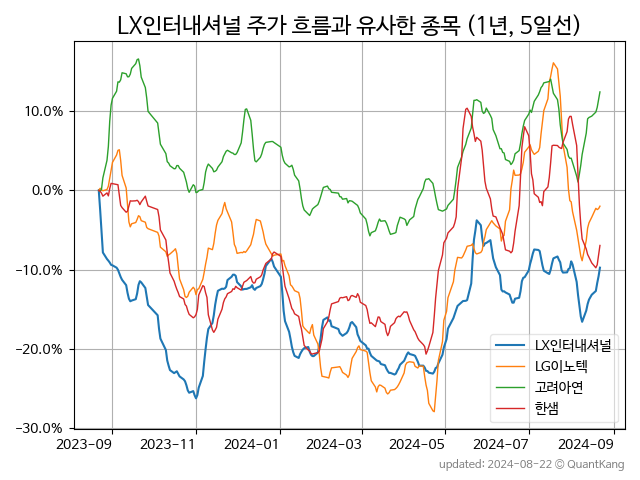 LX인터내셔널 주가 흐름과 유사한 종목 (1년, 5일선)
10.0%
0.0%
−10.0%
−20.0%
−30.0%
LX인터내셔널
LG이노텍
고려아연
한샘
2023-09 2023-11 2024-01 2024-03 2024-05 2024-07 2024-09
updated: 2024-08-22 © QuantKang